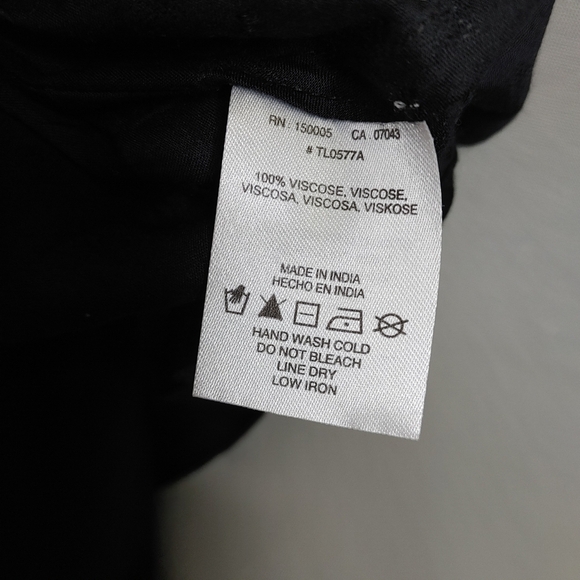 RN. 150005 CA 07043
# TL0577A
100% VISCOSE, VISCOSE,
VISCOSA, VISCOSA, VISKOSE
MADE IN INDIA
HECHO EN INDIA
HAND WASH COLD
DO NOT BLEACH
LINE DRY
LOW IRON